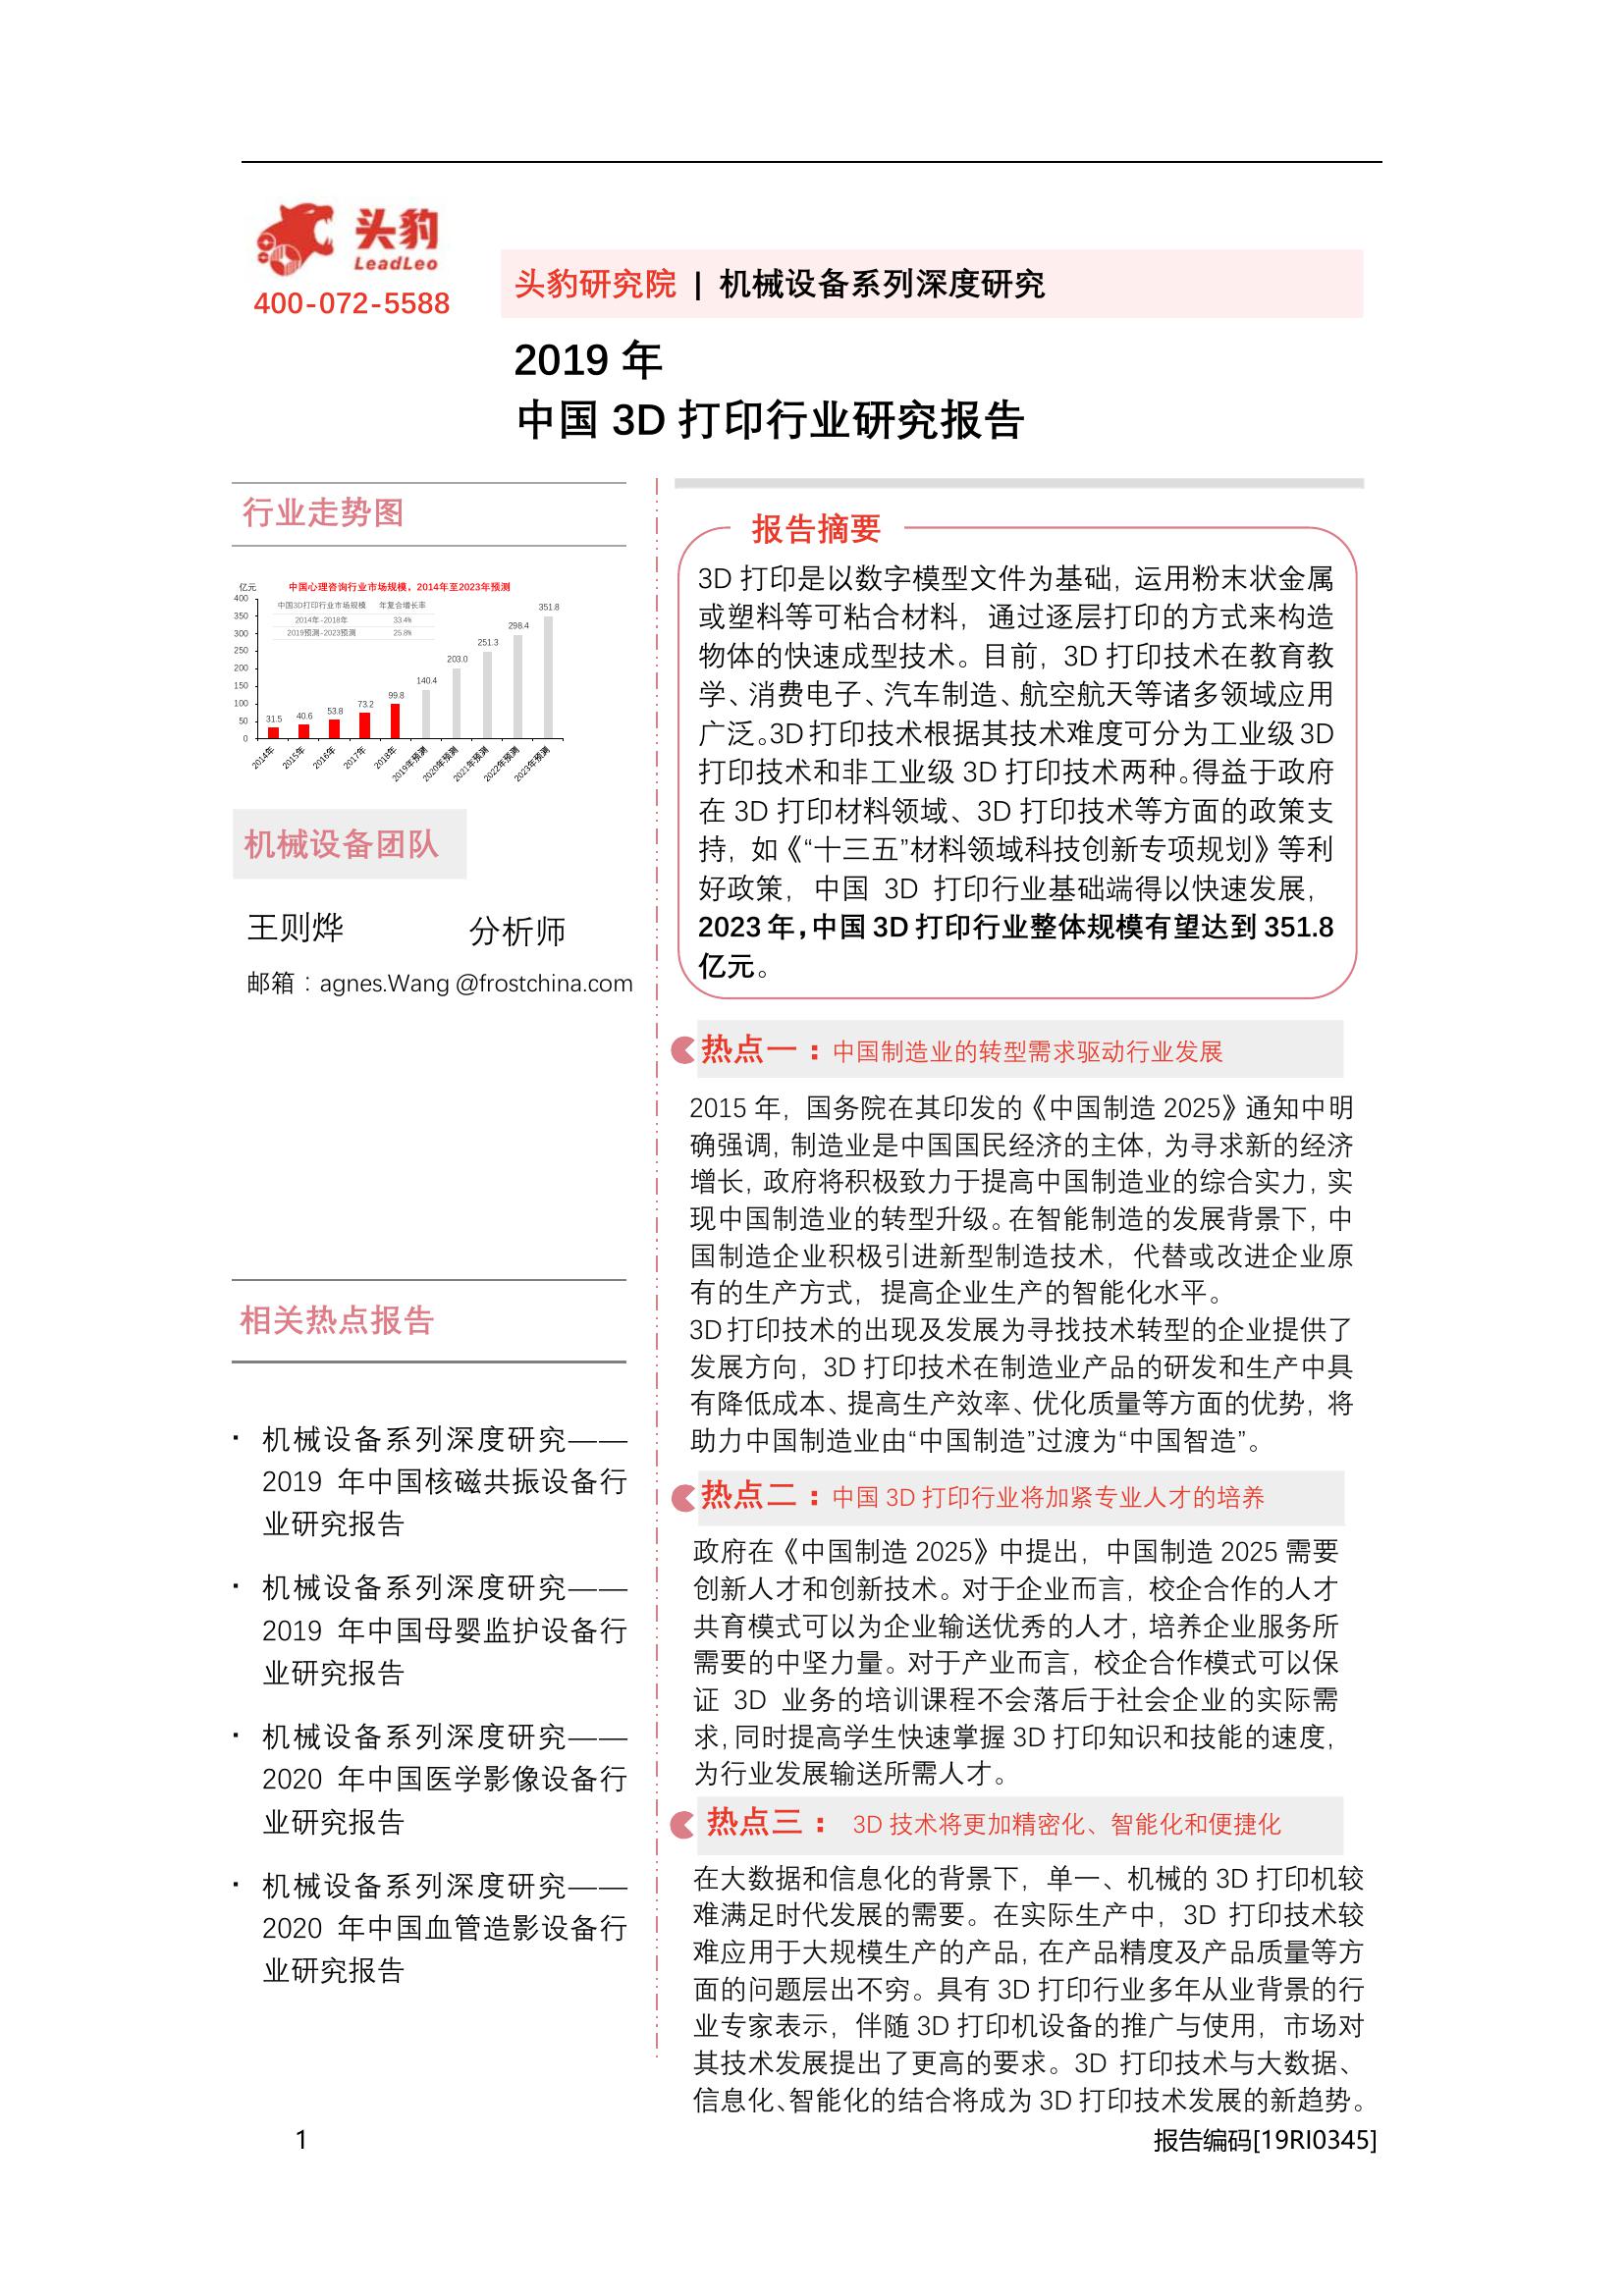 头豹
LeadLeo
400-072-5588
头豹研究院 | 机械设备系列深度研究
2019 年
中国 3D 打印行业研究报告
行业走势图
亿元
中国心理咨询行业市场规模，2014年至2023年预测
中国3D打印行业市场规模 年复合增长率
2014年-2018年 33.4%
2019预测-2023预测 25.8%
400
350
300
250
200
150
100
50
0
31.5
40.6
53.8
73.2
99.8
140.4
203.0
251.3
298.4
351.8
2014年
2015年
2016年
2017年
2018年
2019年预测
2020年预测
2021年预测
2022年预测
2023年预测
机械设备团队
王则烨 分析师
邮箱：agnes.Wang @frostchina.com
相关热点报告
· 机械设备系列深度研究——
2019 年中国核磁共振设备行
业研究报告
· 机械设备系列深度研究——
2019 年中国母婴监护设备行
业研究报告
· 机械设备系列深度研究——
2020 年中国医学影像设备行
业研究报告
· 机械设备系列深度研究——
2020 年中国血管造影设备行
业研究报告
报告摘要
3D 打印是以数字模型文件为基础，运用粉末状金属
或塑料等可粘合材料，通过逐层打印的方式来构造
物体的快速成型技术。目前，3D 打印技术在教育教
学、消费电子、汽车制造、航空航天等诸多领域应用
广泛。3D 打印技术根据其技术难度可分为工业级 3D
打印技术和非工业级 3D 打印技术两种。得益于政府
在 3D 打印材料领域、3D 打印技术等方面的政策支
持，如《“十三五”材料领域科技创新专项规划》等利
好政策，中国 3D 打印行业基础端得以快速发展，
2023 年，中国 3D 打印行业整体规模有望达到 351.8
亿元。
热点一：中国制造业的转型需求驱动行业发展
2015 年，国务院在其印发的《中国制造 2025》通知中明
确强调，制造业是中国国民经济的主体，为寻求新的经济
增长，政府将积极致力于提高中国制造业的综合实力，实
现中国制造业的转型升级。在智能制造的发展背景下，中
国制造企业积极引进新型制造技术，代替或改进企业原
有的生产方式，提高企业生产的智能化水平。
3D 打印技术的出现及发展为寻找技术转型的企业提供了
发展方向，3D 打印技术在制造业产品的研发和生产中具
有降低成本、提高生产效率、优化质量等方面的优势，将
助力中国制造业由“中国制造”过渡为“中国智造”。
热点二：中国 3D 打印行业将加紧专业人才的培养
政府在《中国制造 2025》中提出，中国制造 2025 需要
创新人才和创新技术。对于企业而言，校企合作的人才
共育模式可以为企业输送优秀的人才，培养企业服务所
需要的中坚力量。对于产业而言，校企合作模式可以保
证 3D 业务的培训课程不会落后于社会企业的实际需
求，同时提高学生快速掌握 3D 打印知识和技能的速度，
为行业发展输送所需人才。
热点三： 3D 技术将更加精密化、智能化和便捷化
在大数据和信息化的背景下，单一、机械的 3D 打印机较
难满足时代发展的需要。在实际生产中，3D 打印技术较
难应用于大规模生产的产品，在产品精度及产品质量等方
面的问题层出不穷。具有 3D 打印行业多年从业背景的行
业专家表示，伴随 3D 打印机设备的推广与使用，市场对
其技术发展提出了更高的要求。3D 打印技术与大数据、
信息化、智能化的结合将成为 3D 打印技术发展的新趋势。
1 报告编码[19RI0345]